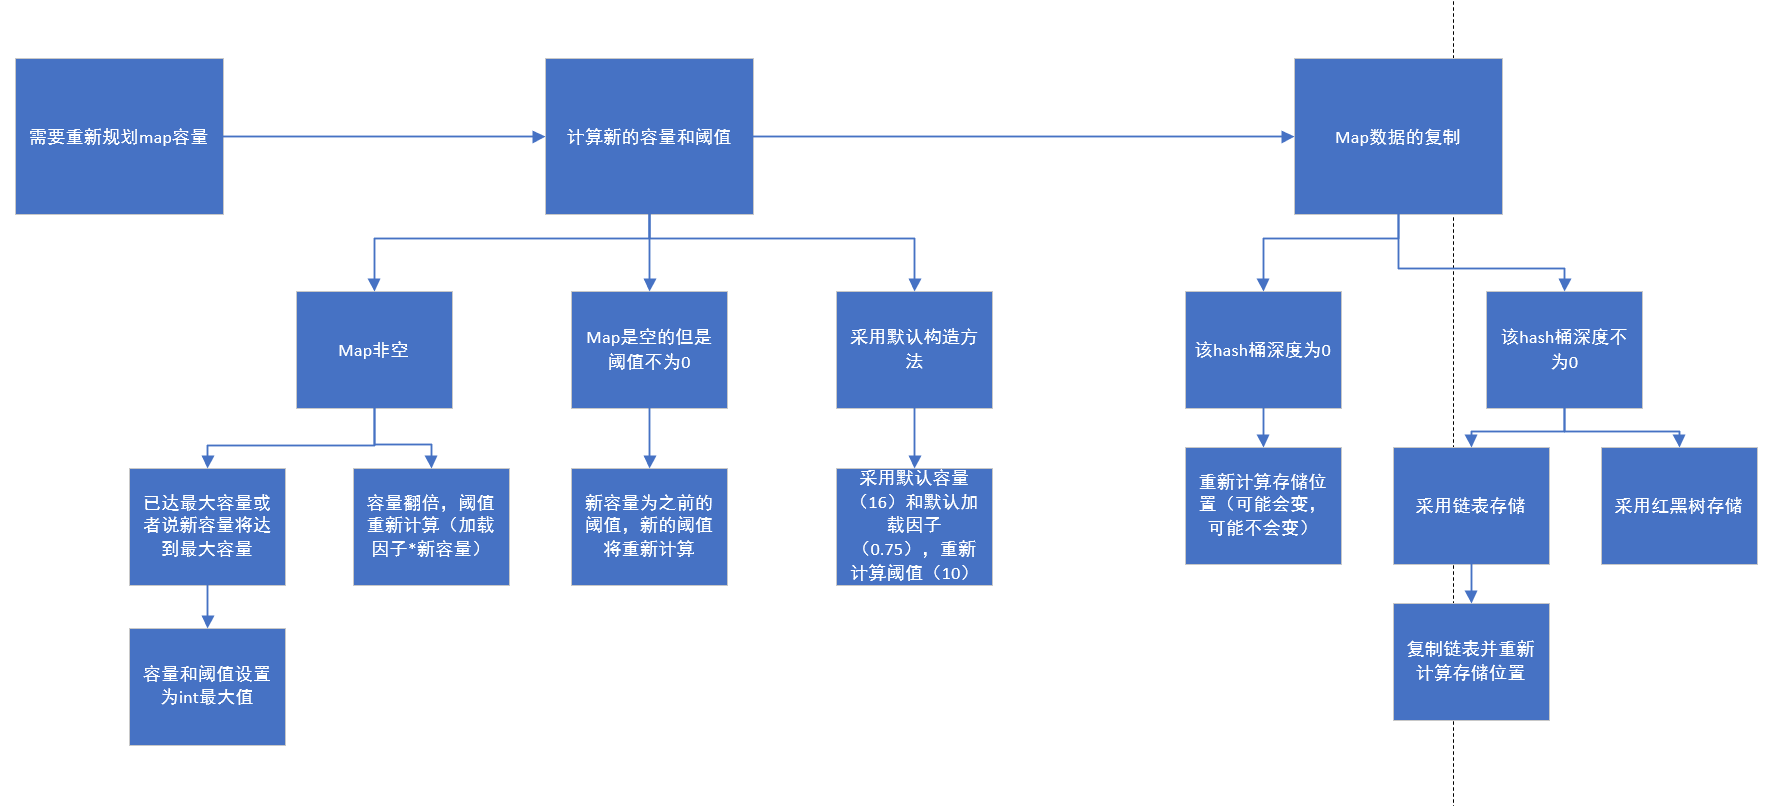 需要重新规划map容量
计算新的容量和阈值
Map数据的复制
Map非空
Map是空的但是
阈值不为0
采用默认构造方
法
该hash桶深度为0
该hash桶深度不
为0
已达最大容量或
者说新容量将达
到最大容量
容量翻倍，阈值
重新计算（加载
因子*新容量）
新容量为之前的
阈值，新的阈值
将重新计算
采用默认容量
（16）和默认加
载因子
（0.75），重新
计算阈值（10）
重新计算存储位
置（可能会变，
可能不会变）
采用链表存储
采用红黑树存储
容量和阈值设置
为int最大值
复制链表并重新
计算存储位置